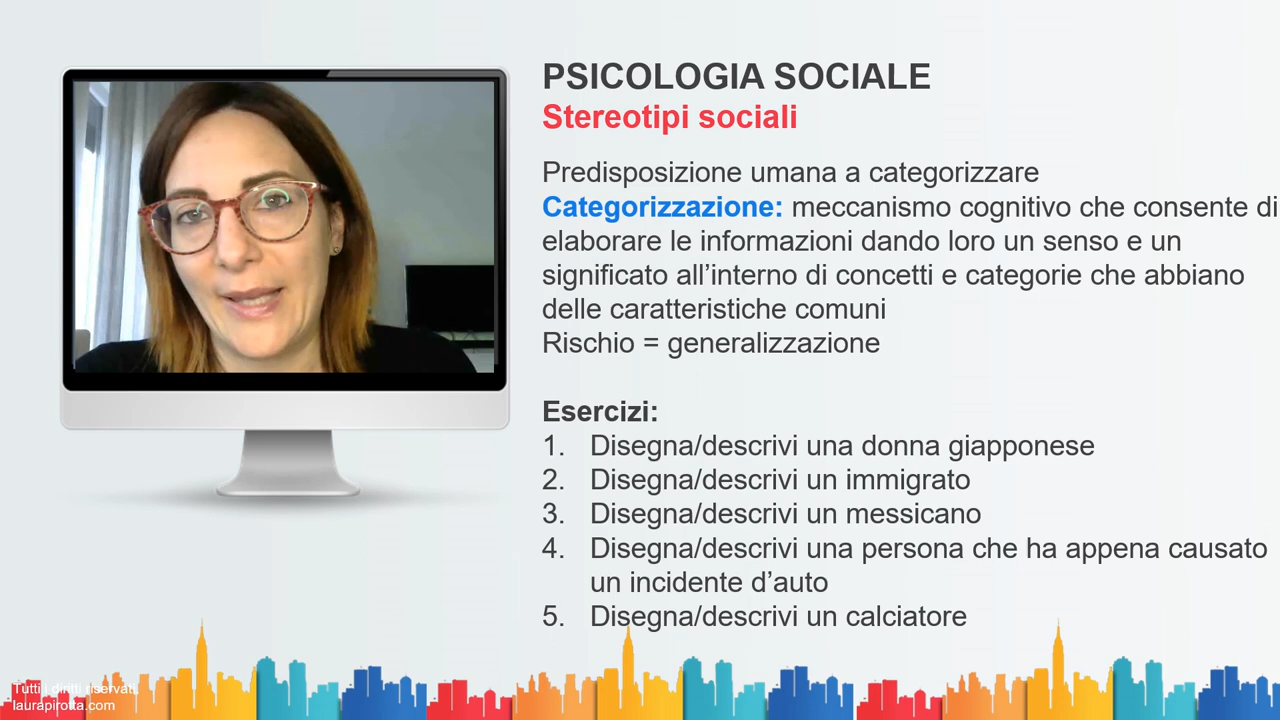 PSICOLOGIA SOCIALE
Stereotipi sociali
Predisposizione umana a categorizzare
Categorizzazione: meccanismo cognitivo che consente di
elaborare le informazioni dando loro un senso e un
significato all’interno di concetti e categorie che abbiano
delle caratteristiche comuni
Rischio = generalizzazione
Esercizi:
1. Disegna/descrivi una donna giapponese
2. Disegna/descrivi un immigrato
3. Disegna/descrivi un messicano
4. Disegna/descrivi una persona che ha appena causato
un incidente d’auto
5. Disegna/descrivi un calciatore
Tutti i diritti riservati
laurapirotta.com